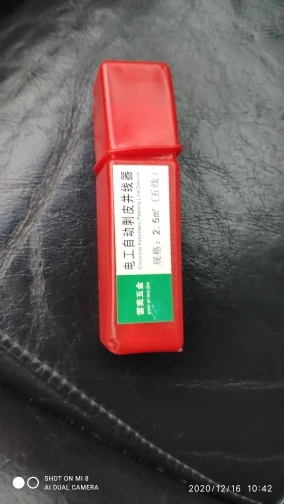 电工自动剥皮并线器
规格：2.5㎡（五线）
SHOT ON MI 8
AI DUAL CAMERA
2020/12/16 10:42